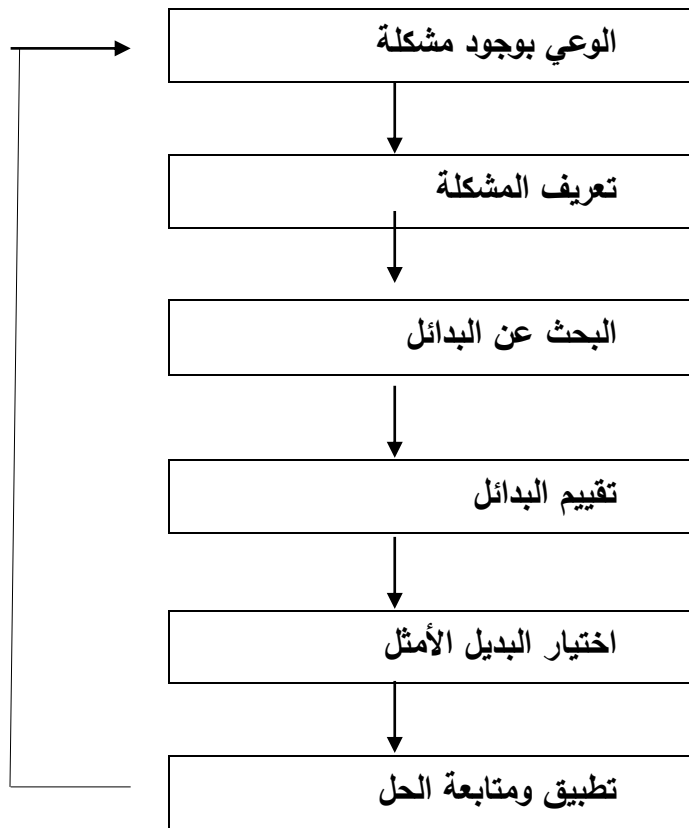 الوعي بوجود مشكلة
تعريف المشكلة
البحث عن البدائل
تقييم البدائل
اختيار البديل الأمثل
تطبيق ومتابعة الحل